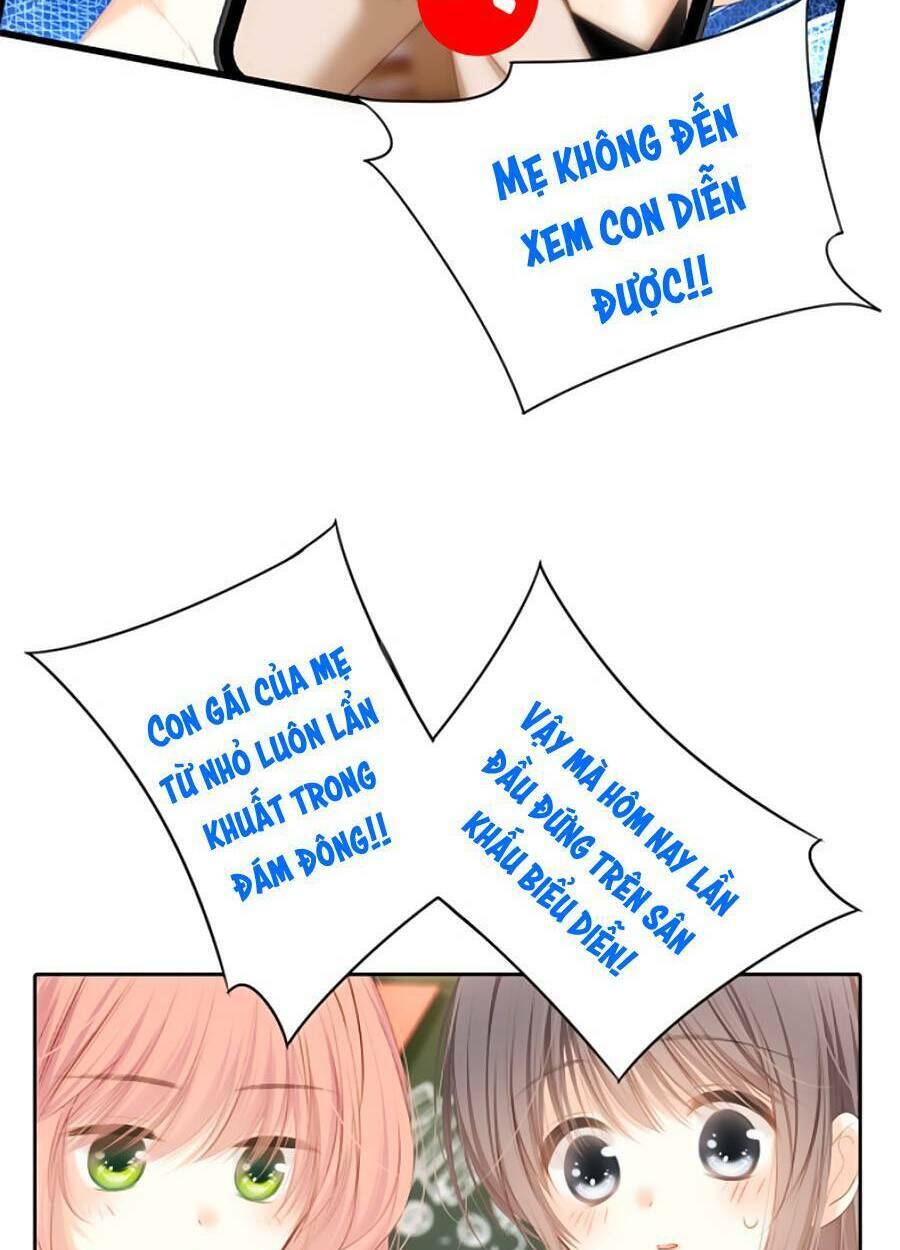 MẸ KHÔNG ĐẾN
XEM CON DIỄN
ĐƯỢC!!
CON GÁI CỦA MẸ
TỪ NHỎ LUÔN LẨN
KHUẤT TRONG
ĐÁM ĐÔNG!!
VẬY MÀ HÔM NAY LẦN
ĐẦU ĐỨNG TRÊN SÂN
KHẤU BIỂU DIỄN!